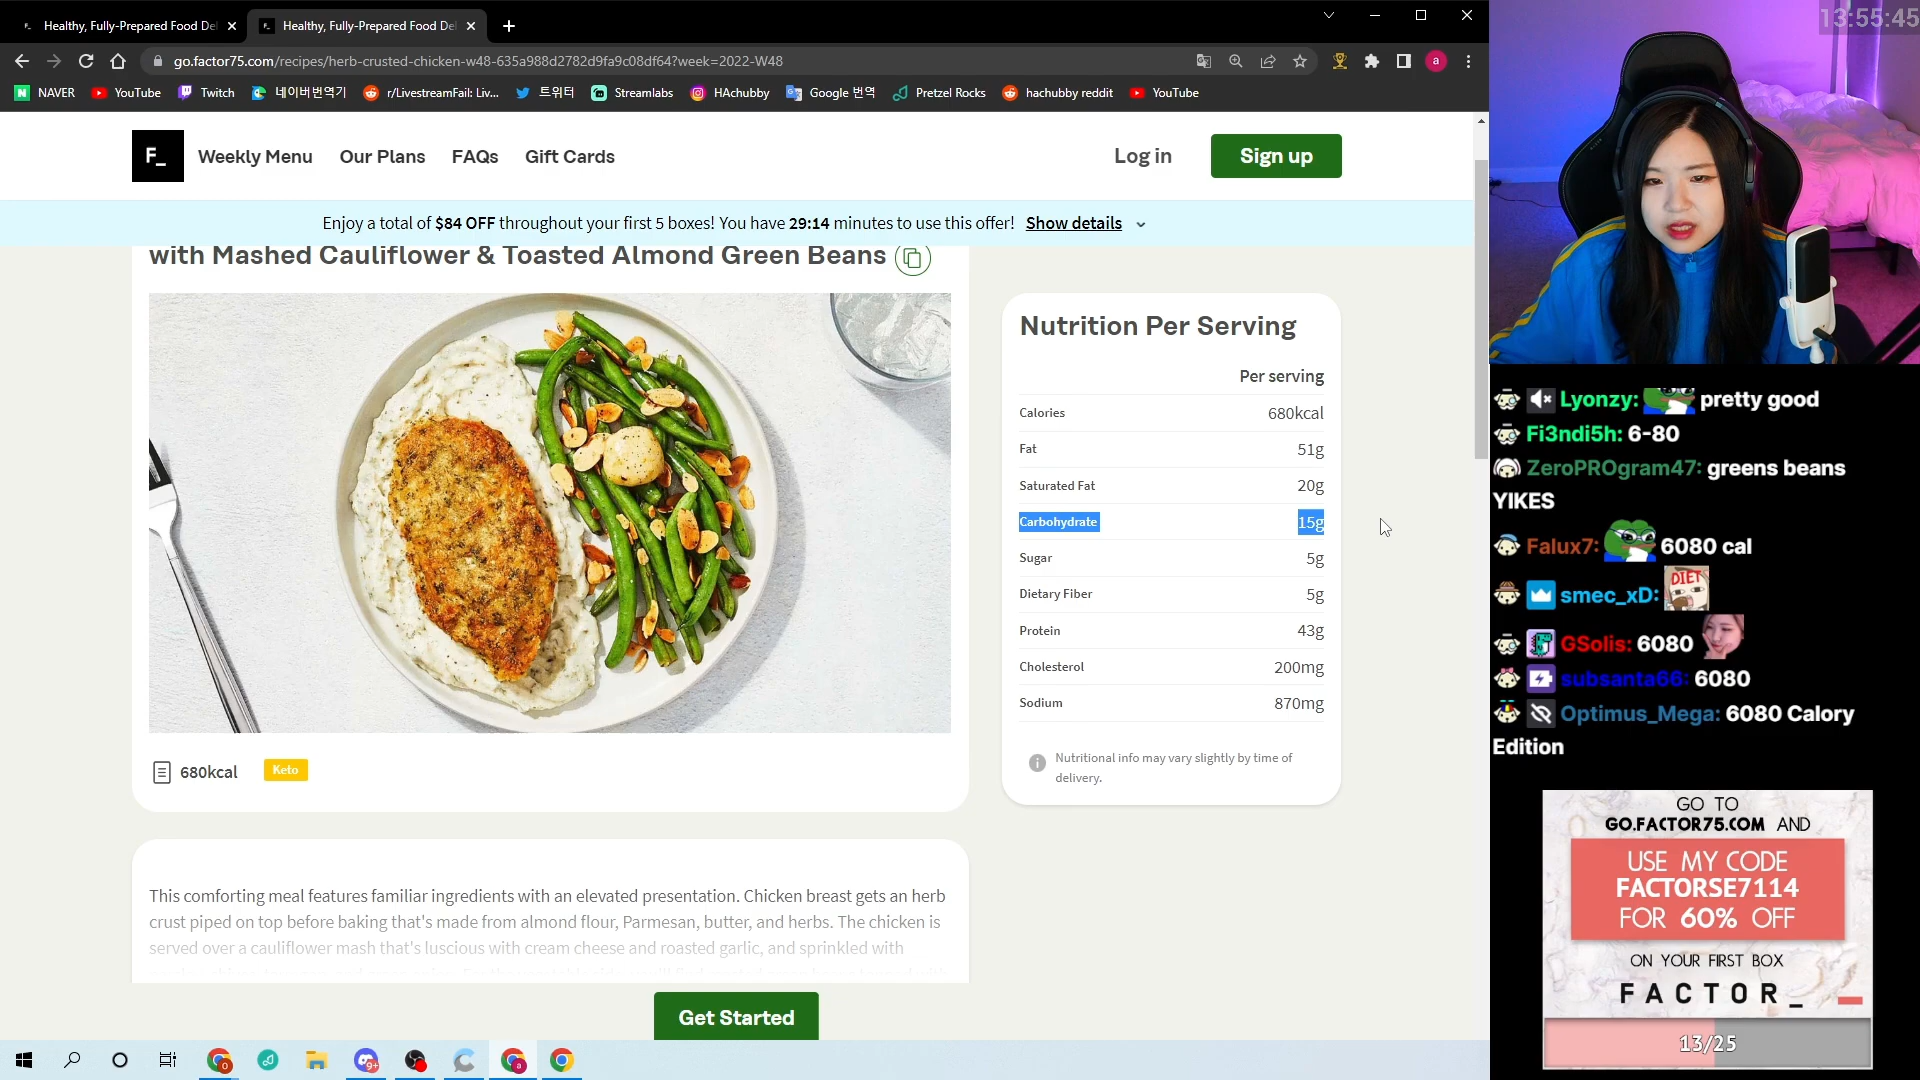 Healthy, Fully-Prepared Food Del
Healthy, Fully-Prepared Food Del
13:55:45
go.factor75.com/recipes/herb-crusted-chicken-w48-635a988d2782d9fa9c08df64?week=2022-W48
a
NAVER
YouTube
Twitch
네이버번역기
r/LivestreamFail: Liv...
트위터
Streamlabs
HAchubby
Google 번역
Pretzel Rocks
hachubby reddit
YouTube
F_
Weekly Menu
Our Plans
FAQs
Gift Cards
Log in
Sign up
Enjoy a total of $84 OFF throughout your first 5 boxes! You have 29:14 minutes to use this offer! Show details
with Mashed Cauliflower & Toasted Almond Green Beans
Nutrition Per Serving
Per serving
Calories 680kcal
Fat 51g
Saturated Fat 20g
Carbohydrate 15g
Sugar 5g
Dietary Fiber 5g
Protein 43g
Cholesterol 200mg
Sodium 870mg
Nutritional info may vary slightly by time of
delivery.
680kcal
Keto
This comforting meal features familiar ingredients with an elevated presentation. Chicken breast gets an herb
crust piped on top before baking that's made from almond flour, Parmesan, butter, and herbs. The chicken is
served over a cauliflower mash that's luscious with cream cheese and roasted garlic, and sprinkled with
Get Started
Lyonzy: pretty good
Fi3ndi5h: 6-80
ZeroPROgram47: greens beans
YIKES
Falux7: 6080 cal
smec_xD: DIET
GSolis: 6080
subsanta66: 6080
Optimus_Mega: 6080 Calory
Edition
GO TO
GO.FACTOR75.COM AND
USE MY CODE
FACTORSE7114
FOR 60% OFF
ON YOUR FIRST BOX
FACTOR_
13/25
9+
a